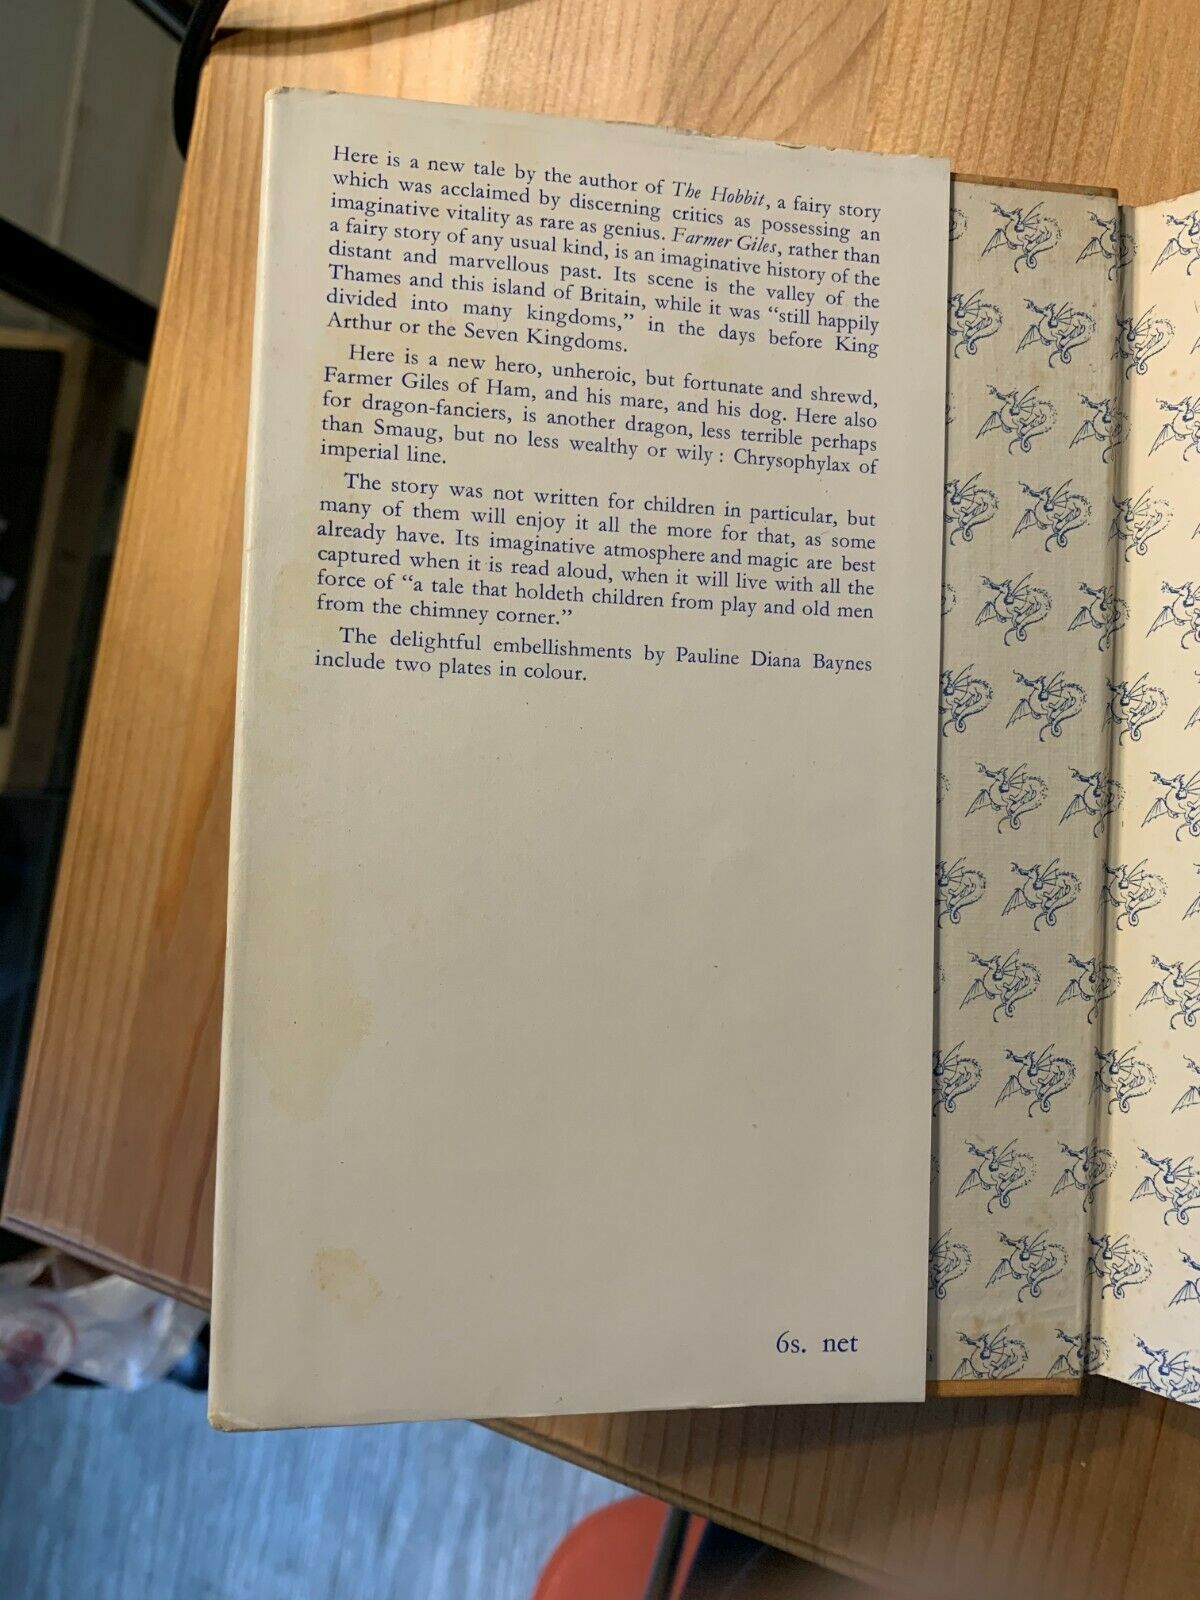 Here is a new tale by the author of The Hobbit, a fairy story
which was acclaimed by discerning critics as possessing an
imaginative vitality as rare as genius. Farmer Giles, rather than
a fairy story of any usual kind, is an imaginative history of the
distant and marvellous past. Its scene is the valley of the
Thames and this island of Britain, while it was "still happily
divided into many kingdoms," in the days before King
Arthur or the Seven Kingdoms.
Here is a new hero, unheroic, but fortunate and shrewd,
Farmer Giles of Ham, and his mare, and his dog. Here also
for dragon-fanciers, is another dragon, less terrible perhaps
than Smaug, but no less wealthy or wily : Chrysophylax of
imperial line.
The story was not written for children in particular, but
many of them will enjoy it all the more for that, as some
already have. Its imaginative atmosphere and magic are best
captured when it is read aloud, when it will live with all the
force of "a tale that holdeth children from play and old men
from the chimney corner."
The delightful embellishments by Pauline Diana Baynes
include two plates in colour.
6s. net